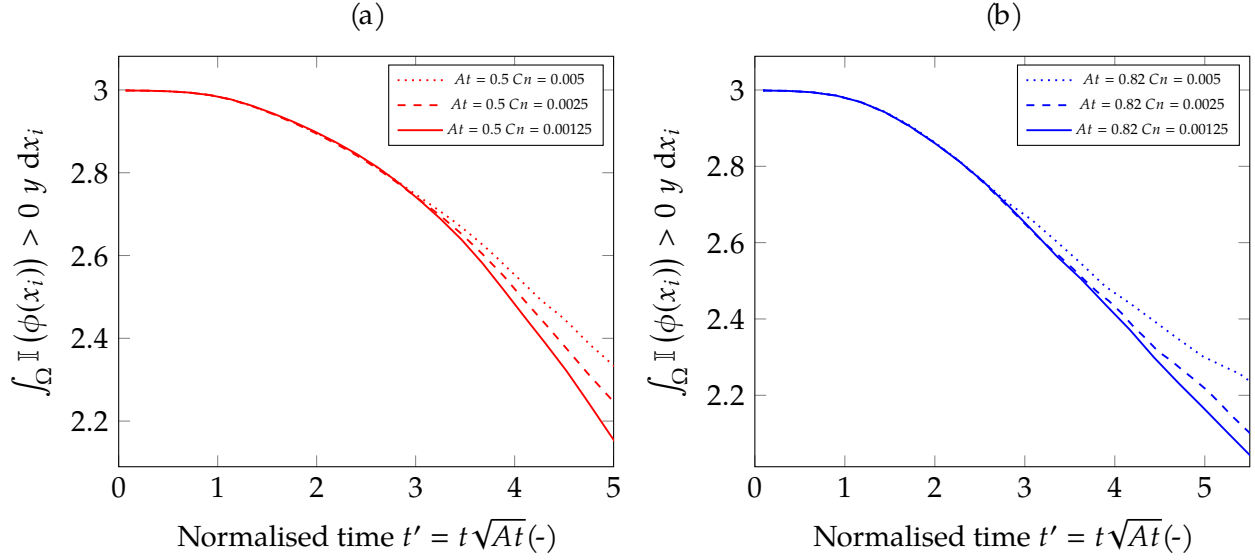 (a)
3
2.8
2.6
2.4
2.2
0 1 2 3 4 5
∫_Ω 𝕀 (ϕ(x_i)) > 0 y dx_i
Normalised time t′ = t√At(-)
At = 0.5 Cn = 0.005
At = 0.5 Cn = 0.0025
At = 0.5 Cn = 0.00125
(b)
3
2.8
2.6
2.4
2.2
0 1 2 3 4 5
∫_Ω 𝕀 (ϕ(x_i)) > 0 y dx_i
Normalised time t′ = t√At(-)
At = 0.82 Cn = 0.005
At = 0.82 Cn = 0.0025
At = 0.82 Cn = 0.00125